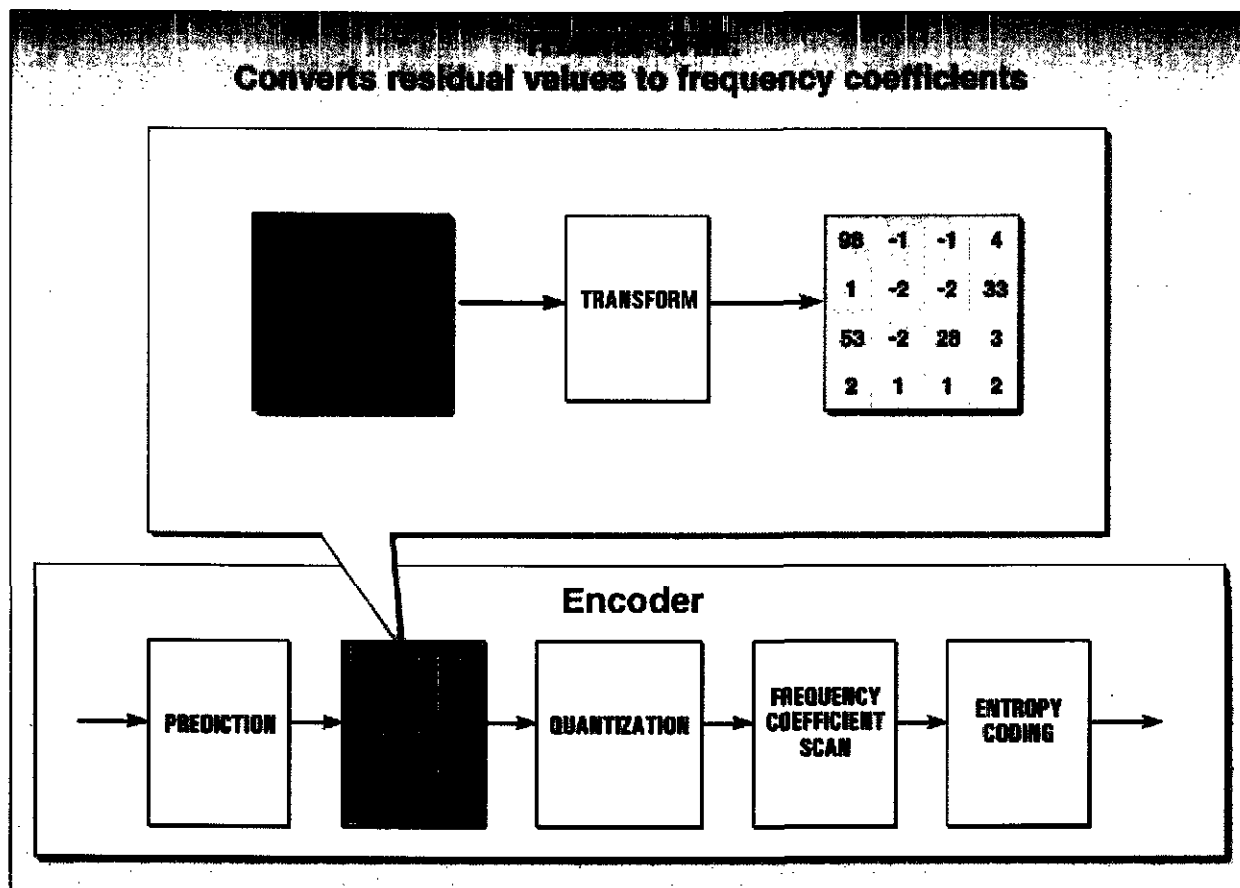 Converts residual values to frequency coefficients
TRANSFORM
98 -1 -1 4
1 -2 -2 33
53 -2 28 3
2 1 1 2
Encoder
PREDICTION
QUANTIZATION
FREQUENCY
COEFFICIENT
SCAN
ENTROPY
CODING